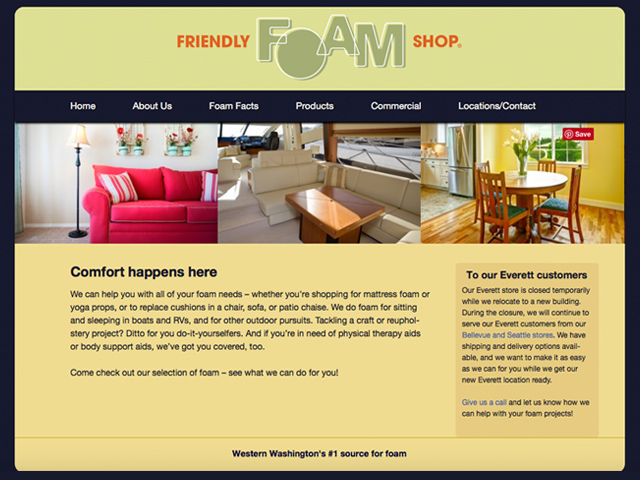 FRIENDLY FOAM SHOP®
Home About Us Foam Facts Products Commercial Locations/Contact
Save
Comfort happens here
We can help you with all of your foam needs – whether you're shopping for mattress foam or
yoga props, or to replace cushions in a chair, sofa, or patio chaise. We do foam for sitting
and sleeping in boats and RVs, and for other outdoor pursuits. Tackling a craft or reuphol-
stery project? Ditto for you do-it-yourselfers. And if you're in need of physical therapy aids
or body support aids, we've got you covered, too.
Come check out our selection of foam – see what we can do for you!
To our Everett customers
Our Everett store is closed temporarily
while we relocate to a new building.
During the closure, we will continue to
serve our Everett customers from our
Bellevue and Seattle stores. We have
shipping and delivery options avail-
able, and we want to make it as easy
as we can for you while we get our
new Everett location ready.
Give us a call and let us know how we
can help with your foam projects!
Western Washington's #1 source for foam